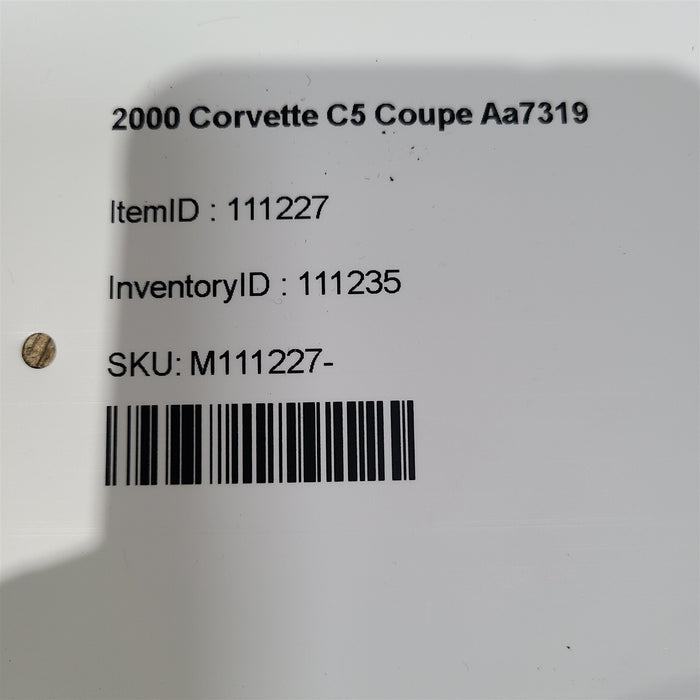 2000 Corvette C5 Coupe Aa7319
ItemID : 111227
InventoryID : 111235
SKU: M111227-